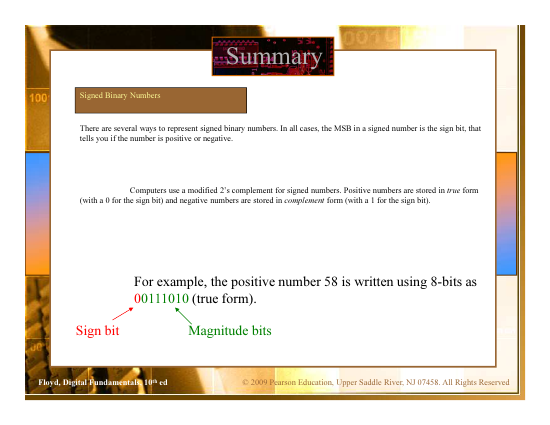 Summary
Signed Binary Numbers
There are several ways to represent signed binary numbers. In all cases, the MSB in a signed number is the sign bit, that
tells you if the number is positive or negative.
Computers use a modified 2’s complement for signed numbers. Positive numbers are stored in true form
(with a 0 for the sign bit) and negative numbers are stored in complement form (with a 1 for the sign bit).
For example, the positive number 58 is written using 8-bits as
00111010 (true form).
Sign bit
Magnitude bits
Floyd, Digital Fundamentals, 10th ed
© 2009 Pearson Education, Upper Saddle River, NJ 07458. All Rights Reserved